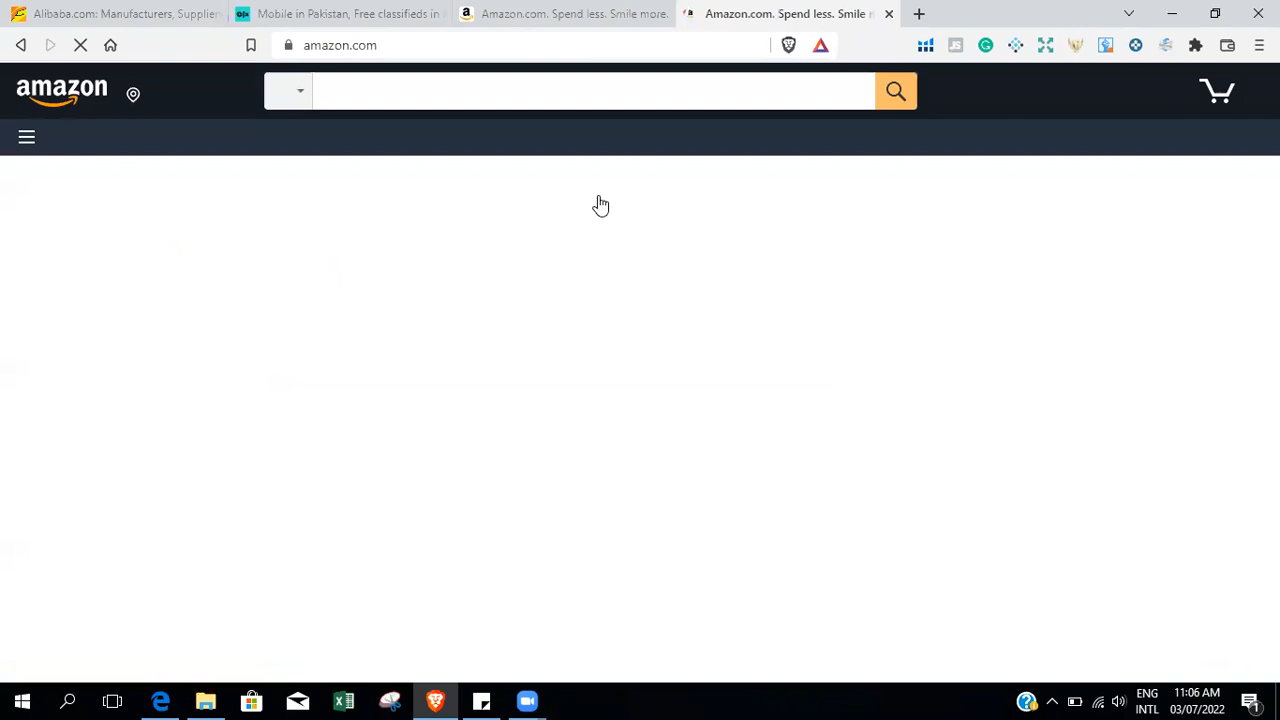 Alibaba.com: Manufacturers, Supplier
Mobile in Pakistan, Free classifieds in
Amazon.com. Spend less. Smile more.
Amazon.com. Spend less. Smile m
amazon.com
amazon
ENG
INTL
11:06 AM
03/07/2022